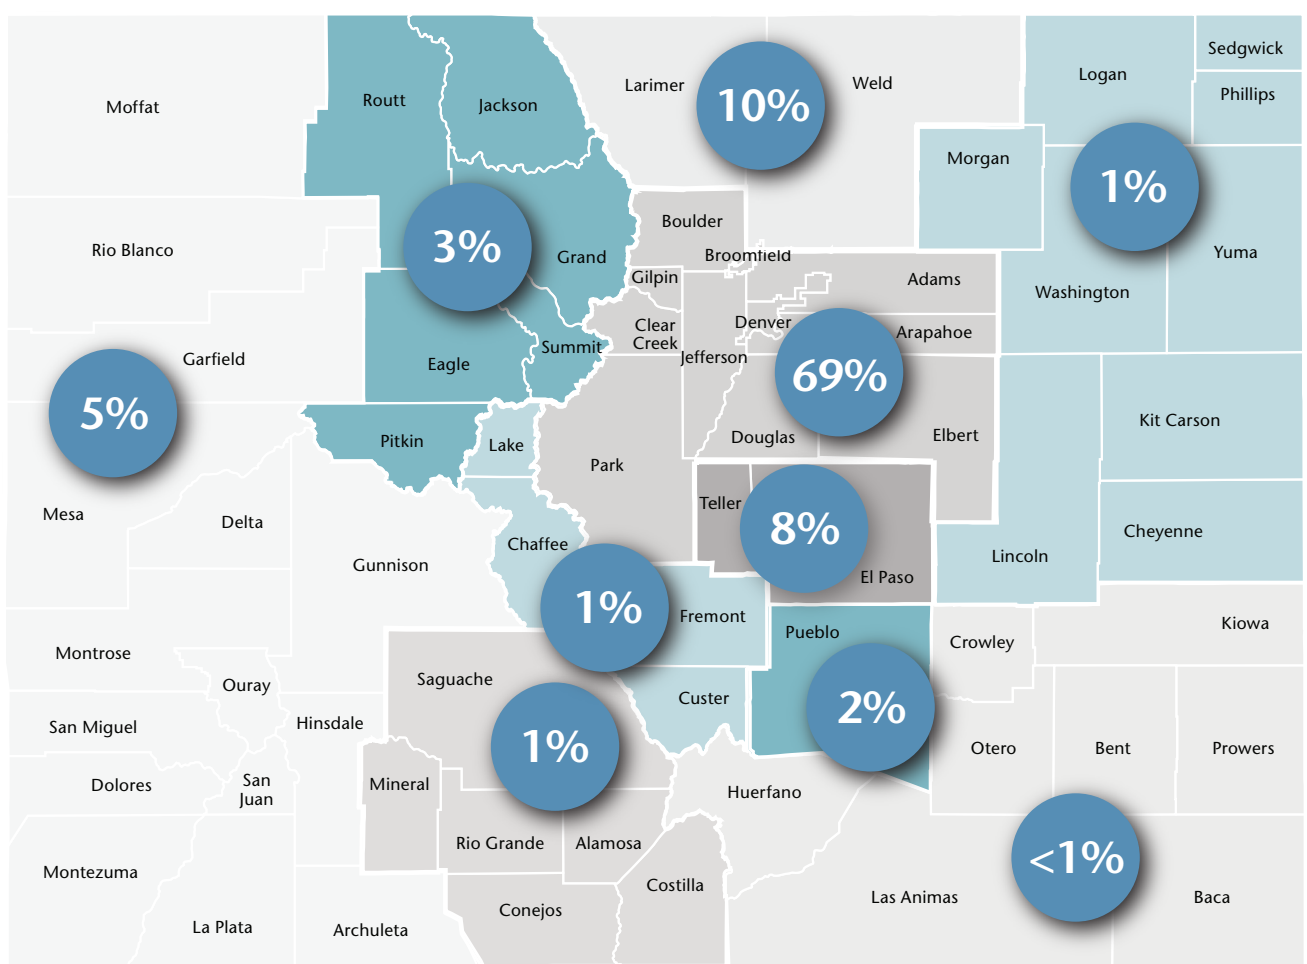 Sedgwick
Logan
Larimer
10%
Weld
Phillips
Moffat
Routt
Jackson
Morgan
1%
Boulder
Rio Blanco
3%
Grand
Broomfield
Yuma
Gilpin
Adams
Washington
Clear
Creek
Denver
Arapahoe
Garfield
Eagle
Summit
Jefferson
69%
5%
Pitkin
Lake
Park
Douglas
Elbert
Kit Carson
Mesa
Delta
Teller
8%
Gunnison
Chaffee
El Paso
Lincoln
Cheyenne
1%
Fremont
Pueblo
Crowley
Kiowa
Montrose
Ouray
Saguache
Custer
2%
San Miguel
Hinsdale
1%
Otero
Bent
Prowers
Dolores
San
Juan
Mineral
Huerfano
Rio Grande
Alamosa
<1%
Montezuma
Costilla
Las Animas
Baca
La Plata
Archuleta
Conejos